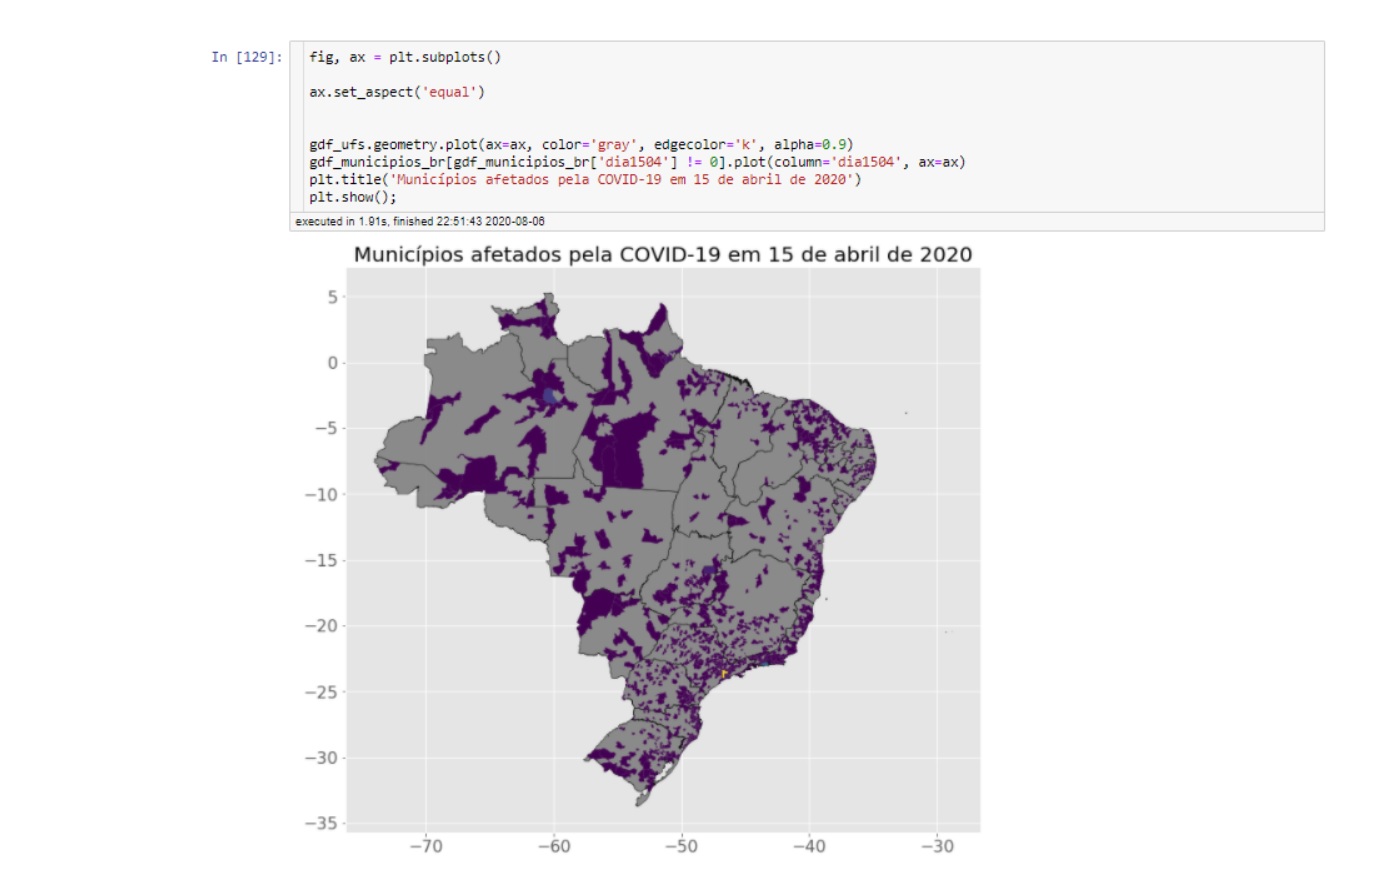 In [129]:
fig, ax = plt.subplots()
ax.set_aspect('equal')
gdf_ufs.geometry.plot(ax=ax, color='gray', edgecolor='k', alpha=0.9)
gdf_municipios_br[gdf_municipios_br['dia1504'] != 0].plot(column='dia1504', ax=ax)
plt.title('Municípios afetados pela COVID-19 em 15 de abril de 2020')
plt.show();
executed in 1.91s, finished 22:51:43 2020-08-06
Municípios afetados pela COVID-19 em 15 de abril de 2020
5
0
−5
−10
−15
−20
−25
−30
−35
−70 −60 −50 −40 −30